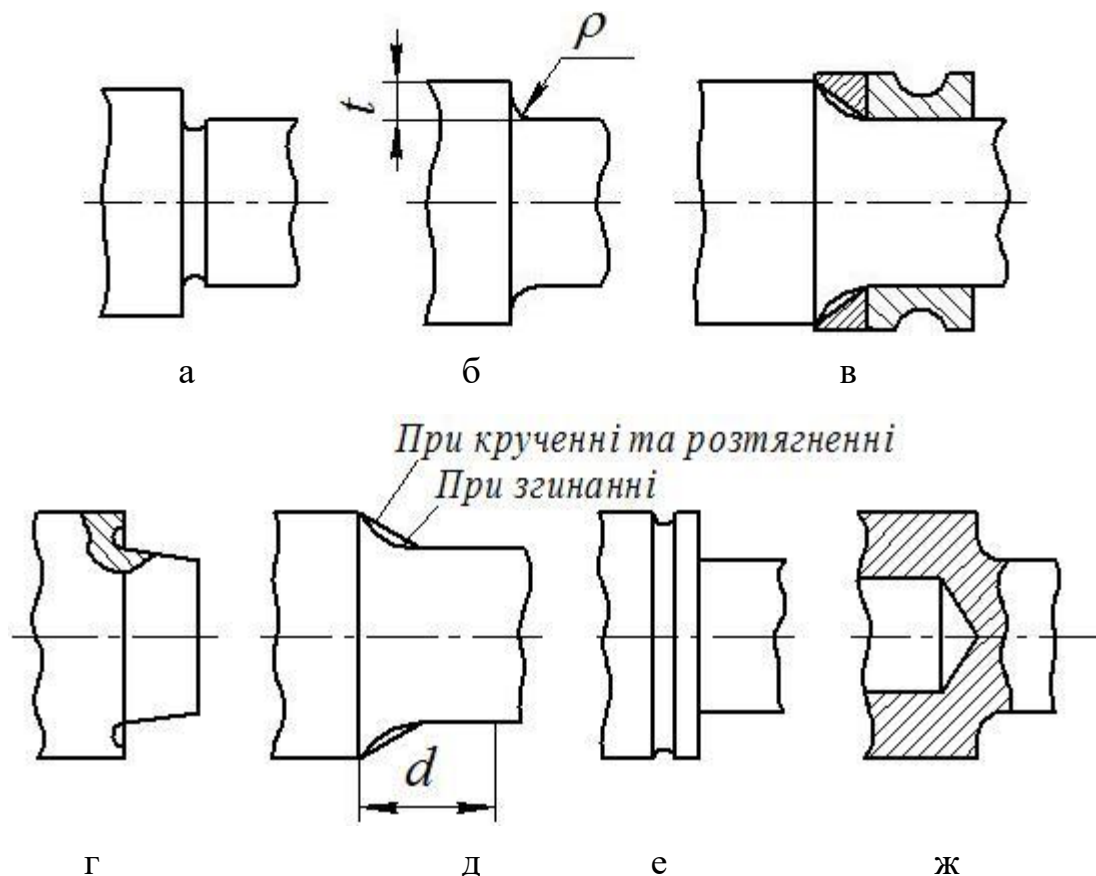 ρ
t
а б в
При крученні та розтягненні
При згинанні
d
г д е ж